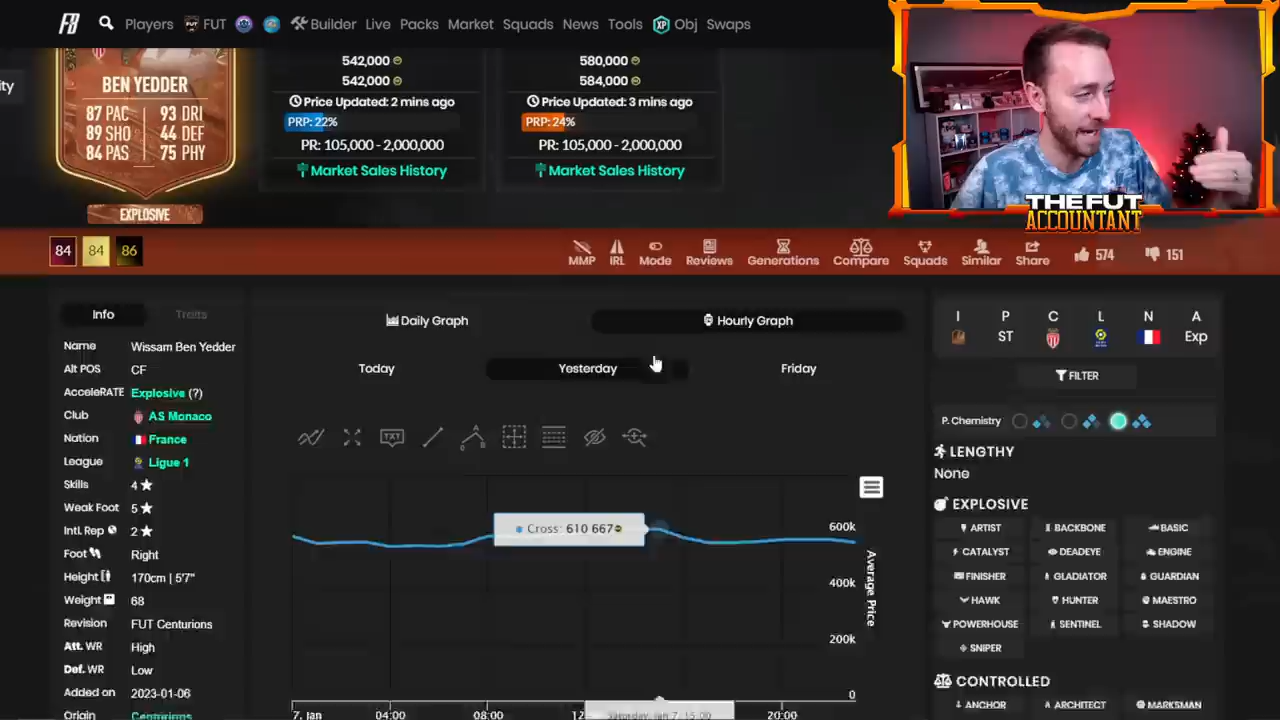 Players FUT Builder Live Packs Market Squads News Tools Obj Swaps
XP
BEN YEDDER
87 PAC 93 DRI
89 SHO 44 DEF
84 PAS 75 PHY
EXPLOSIVE
542,000
542,000
Price Updated: 2 mins ago
PRP: 22%
PR: 105,000 - 2,000,000
Market Sales History
580,000
584,000
Price Updated: 3 mins ago
PRP: 24%
PR: 105,000 - 2,000,000
Market Sales History
THE FUT
ACCOUNTANT
84 84 86
MMP IRL Mode Reviews Generations Compare Squads Similar Share 574 151
Info Traits
Name Wissam Ben Yedder
Alt POS CF
AcceleRATE Explosive (?)
Club AS Monaco
Nation France
League Ligue 1
Skills 4
Weak Foot 5
Intl. Rep 2
Foot Right
Height 170cm | 5'7"
Weight 68
Revision FUT Centurions
Att. WR High
Def. WR Low
Added on 2023-01-06
Origin Centurions
Daily Graph Hourly Graph
Today Yesterday Friday
TXT
Cross: 610 667
600k
400k
200k
0
Average Price
7. Jan 04:00 08:00 20:00
I P C L N A
ST Exp
FILTER
P. Chemistry
LENGTHY
None
EXPLOSIVE
ARTIST BACKBONE BASIC
CATALYST DEADEYE ENGINE
FINISHER GLADIATOR GUARDIAN
HAWK HUNTER MAESTRO
POWERHOUSE SENTINEL SHADOW
SNIPER
CONTROLLED
ANCHOR ARCHITECT MARKSMAN